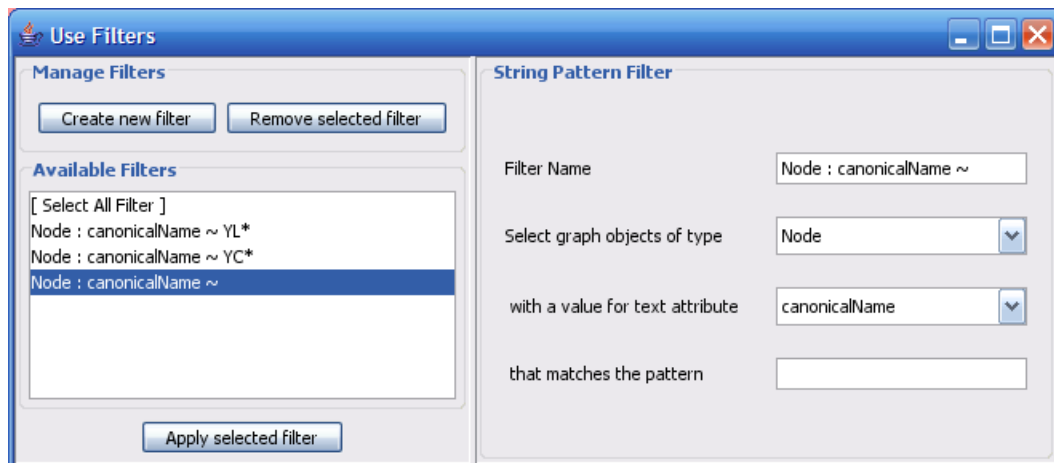 Use Filters
Manage Filters
Create new filter Remove selected filter
Available Filters
[ Select All Filter ]
Node : canonicalName ~ YL*
Node : canonicalName ~ YC*
Node : canonicalName ~
Apply selected filter
String Pattern Filter
Filter Name Node : canonicalName ~
Select graph objects of type Node
with a value for text attribute canonicalName
that matches the pattern